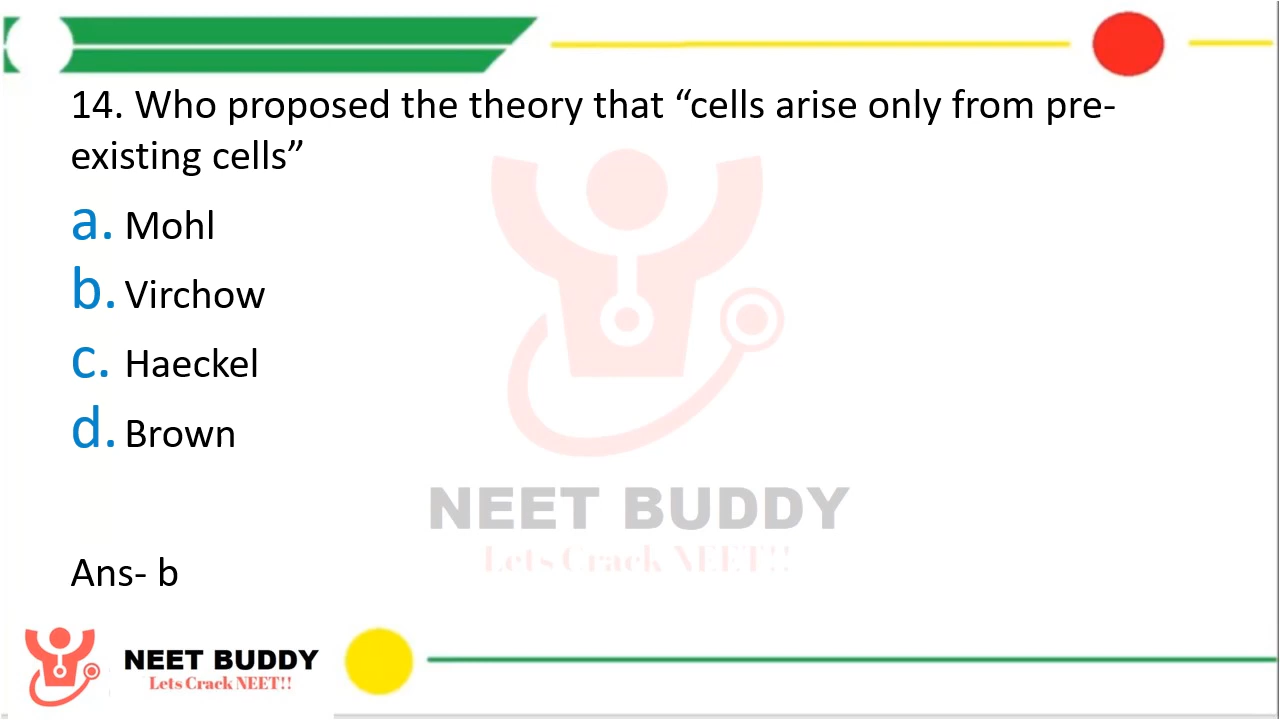 14. Who proposed the theory that “cells arise only from pre-
existing cells”
a. Mohl
b. Virchow
c. Haeckel
d. Brown
NEET BUDDY
Lets Crack NEET!!
Ans- b
NEET BUDDY
Lets Crack NEET!!